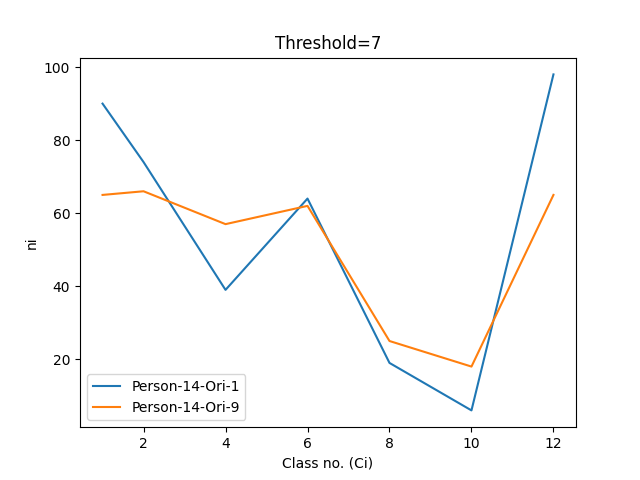 Threshold=7
100
80
60
40
20
ni
Person-14-Ori-1
Person-14-Ori-9
2 4 6 8 10 12
Class no. (Ci)